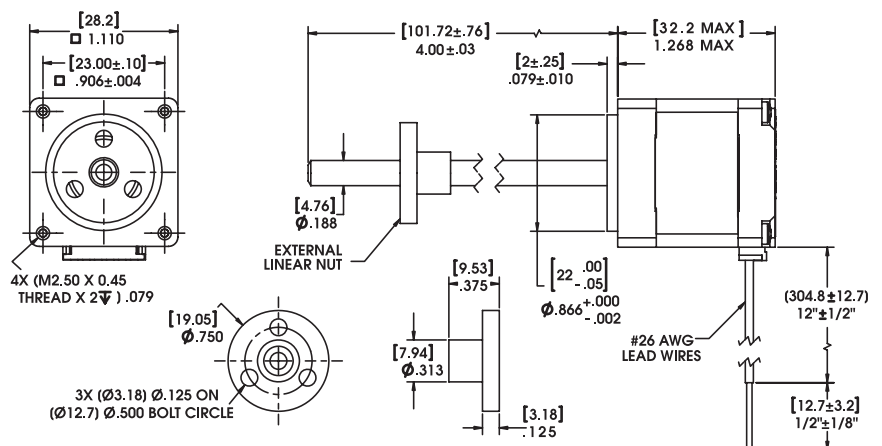 [28.2]
□ 1.110
[23.00±.10]
□ .906±.004
4X (M2.50 X 0.45
THREAD X 2↧ ) .079
[101.72±.76]
4.00±.03
[32.2 MAX ]
1.268 MAX
[2±.25]
.079±.010
[4.76]
Ø.188
EXTERNAL
LINEAR NUT
[22 .00
-.05]
Ø.866+.000
-.002
#26 AWG
LEAD WIRES
(304.8±12.7)
12"±1/2"
[12.7±3.2]
1/2"±1/8"
[19.05]
Ø.750
3X (Ø3.18) Ø.125 ON
(Ø12.7) Ø.500 BOLT CIRCLE
[9.53]
.375
[7.94]
Ø.313
[3.18]
.125